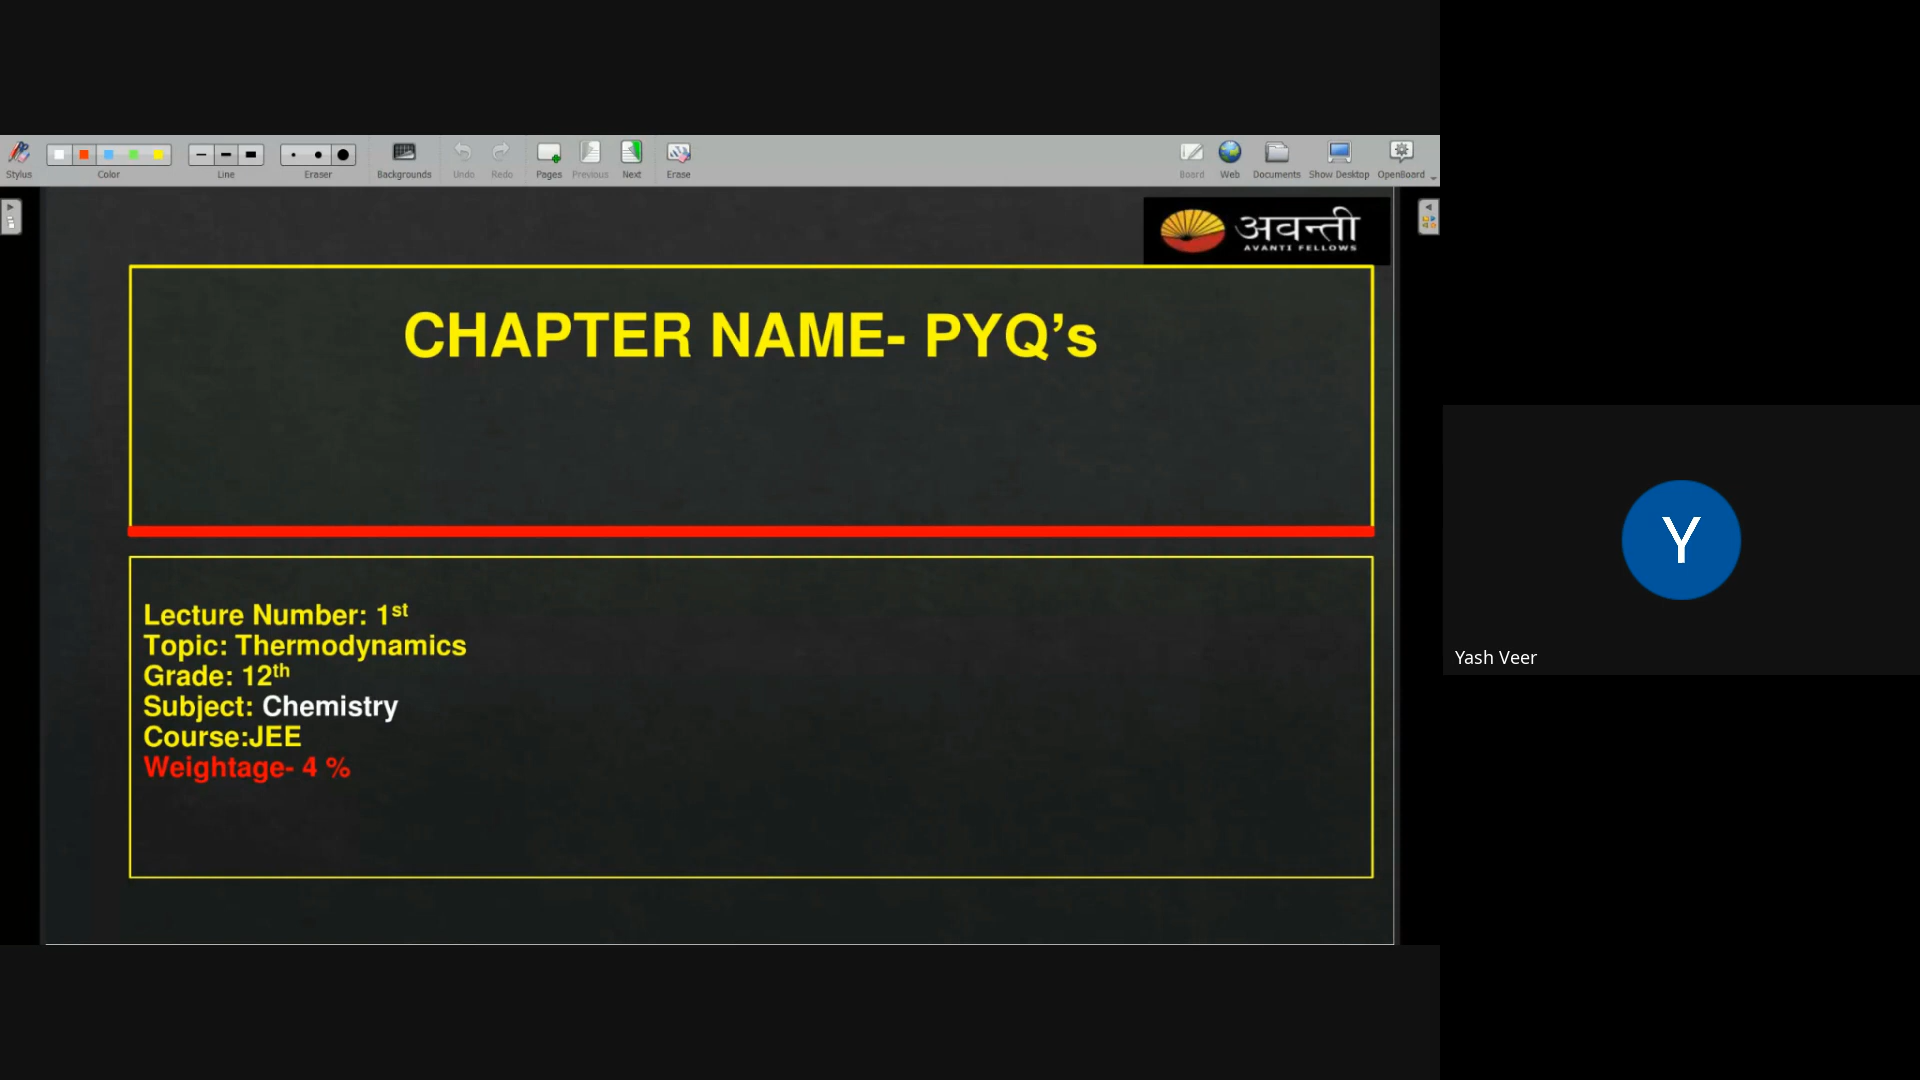 Stylus
Color
Line
Eraser
Backgrounds
Undo
Redo
Pages
Previous
Next
Erase
Board
Web
Documents
Show Desktop
OpenBoard
अवन्ती
AVANTI FELLOWS
CHAPTER NAME- PYQ’s
Lecture Number: 1st
Topic: Thermodynamics
Grade: 12th
Subject: Chemistry
Course:JEE
Weightage- 4 %
Y
Yash Veer